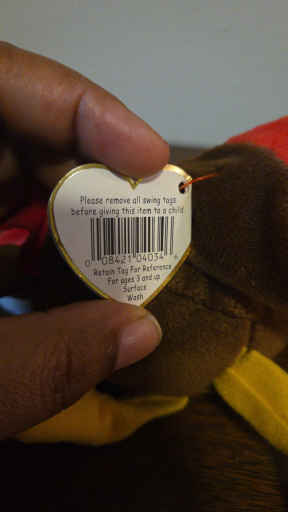 Please remove all swing tags
before giving this item to a child
0 08421 04034 6
Retain Tag For Reference
For ages 3 and up
Surface
Wash